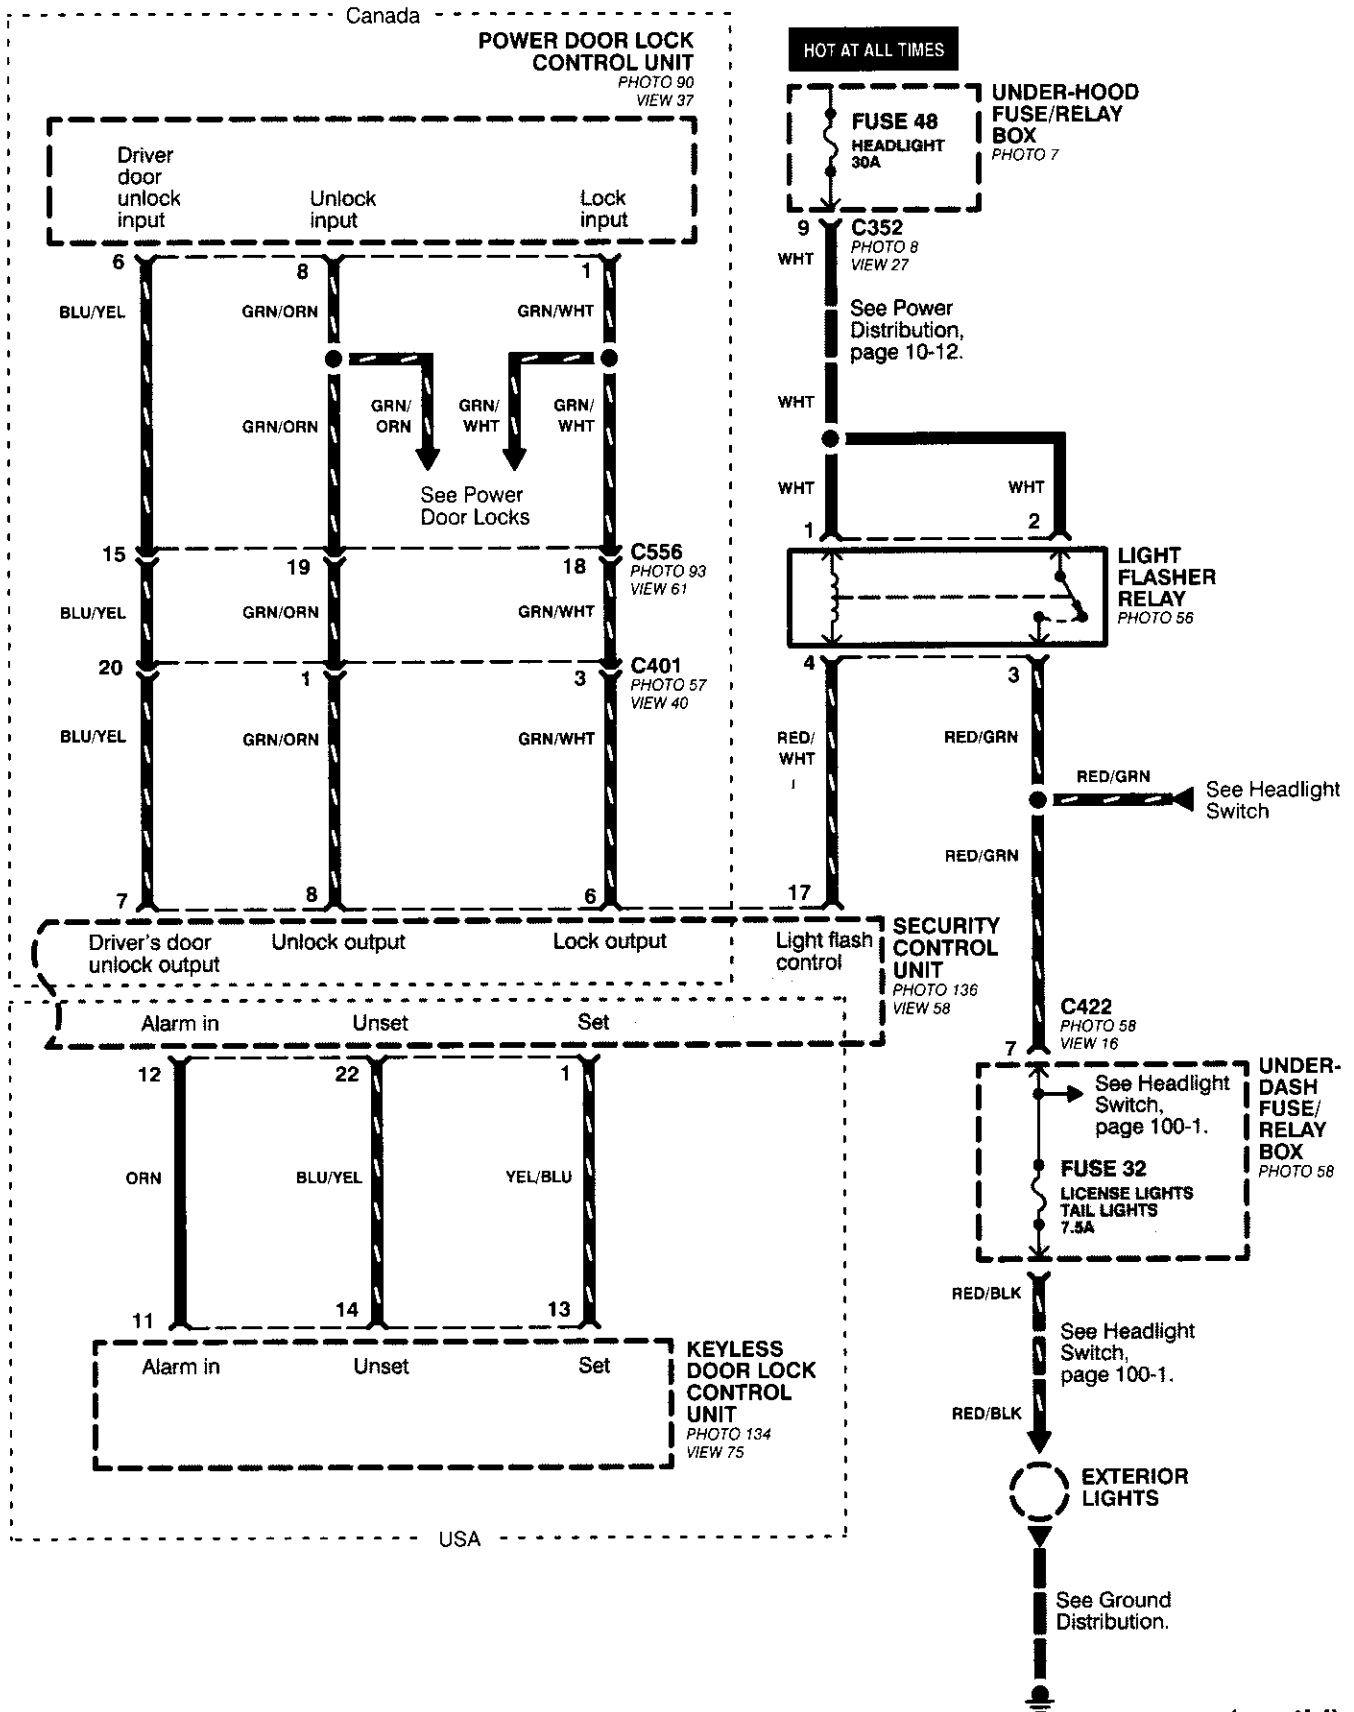 Canada
POWER DOOR LOCK
CONTROL UNIT
PHOTO 90
VIEW 37
Driver
door
unlock
input
Unlock
input
Lock
input
6
8
1
BLU/YEL
GRN/ORN
GRN/WHT
GRN/ORN
GRN/
ORN
GRN/
WHT
GRN/
WHT
See Power
Door Locks
15
19
18
C556
PHOTO 93
VIEW 61
BLU/YEL
GRN/ORN
GRN/WHT
20
1
3
C401
PHOTO 57
VIEW 40
BLU/YEL
GRN/ORN
GRN/WHT
7
8
6
17
Driver's door
unlock output
Unlock output
Lock output
Light flash
control
SECURITY
CONTROL
UNIT
PHOTO 136
VIEW 58
Alarm in
Unset
Set
12
22
1
ORN
BLU/YEL
YEL/BLU
11
14
13
Alarm in
Unset
Set
KEYLESS
DOOR LOCK
CONTROL
UNIT
PHOTO 134
VIEW 75
USA
HOT AT ALL TIMES
FUSE 48
HEADLIGHT
30A
UNDER-HOOD
FUSE/RELAY
BOX
PHOTO 7
9
C352
PHOTO 8
VIEW 27
WHT
See Power
Distribution,
page 10-12.
WHT
WHT
WHT
1
2
LIGHT
FLASHER
RELAY
PHOTO 56
4
3
RED/
WHT
RED/GRN
RED/GRN
See Headlight
Switch
RED/GRN
C422
PHOTO 58
VIEW 16
7
See Headlight
Switch,
page 100-1.
UNDER-
DASH
FUSE/
RELAY
BOX
PHOTO 58
FUSE 32
LICENSE LIGHTS
TAIL LIGHTS
7.5A
RED/BLK
See Headlight
Switch,
page 100-1.
RED/BLK
EXTERIOR
LIGHTS
See Ground
Distribution.